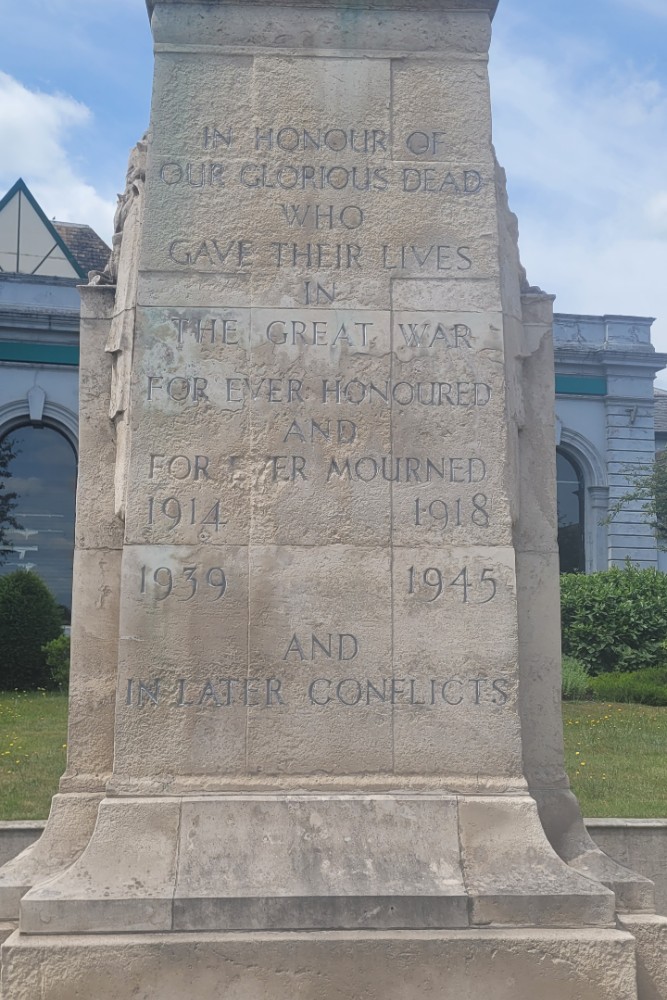 IN HONOUR OF
OUR GLORIOUS DEAD
WHO
GAVE THEIR LIVES
IN
THE GREAT WAR
FOR EVER HONOURED
AND
FOR EVER MOURNED
1914 1918
1939 1945
AND
IN LATER CONFLICTS